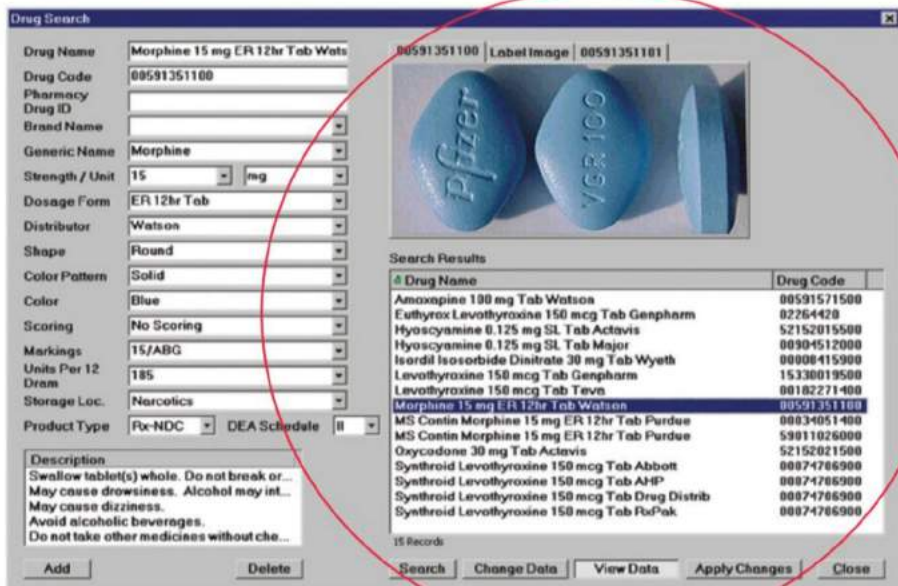 Drug Search
Drug Name Morphine 15 mg ER 12hr Tab Wats
Drug Code 00591351100
Pharmacy Drug ID
Brand Name
Generic Name Morphine
Strength / Unit 15 mg
Dosage Form ER 12hr Tab
Distributor Watson
Shape Round
Color Pattern Solid
Color Blue
Scoring No Scoring
Markings 15/ABG
Units Per 12 Dram 185
Storage Loc. Narcotics
Product Type Rx-NDC DEA Schedule II
Description
Swallow tablet(s) whole. Do not break or...
May cause drowsiness. Alcohol may int...
May cause dizziness.
Avoid alcoholic beverages.
Do not take other medicines without che...
Add Delete
00591351100 Label Image 00591351101
Pfizer VGR 100
Search Results
Drug Name Drug Code
Amoxapine 100 mg Tab Watson 00591571500
Euthyrox Levothyroxine 150 mcg Tab Genpharm 02264420
Hyoscyamine 0.125 mg SL Tab Actavis 52152015500
Hyoscyamine 0.125 mg SL Tab Major 00904512000
Isordil Isosorbide Dinitrate 30 mg Tab Wyeth 00008415900
Levothyroxine 150 mcg Tab Genpharm 15330019500
Levothyroxine 150 mcg Tab Teva 00182271400
Morphine 15 mg ER 12hr Tab Watson 00591351100
MS Contin Morphine 15 mg ER 12hr Tab Purdue 00034051400
MS Contin Morphine 15 mg ER 12hr Tab Purdue 59011026000
Oxycodone 30 mg Tab Actavis 52152021500
Synthroid Levothyroxine 150 mcg Tab Abbott 00074706900
Synthroid Levothyroxine 150 mcg Tab AHP 00074706900
Synthroid Levothyroxine 150 mcg Tab Drug Distrib 00074706900
Synthroid Levothyroxine 150 mcg Tab RxPak 00074706900
15 Records
Search Change Data View Data Apply Changes Close